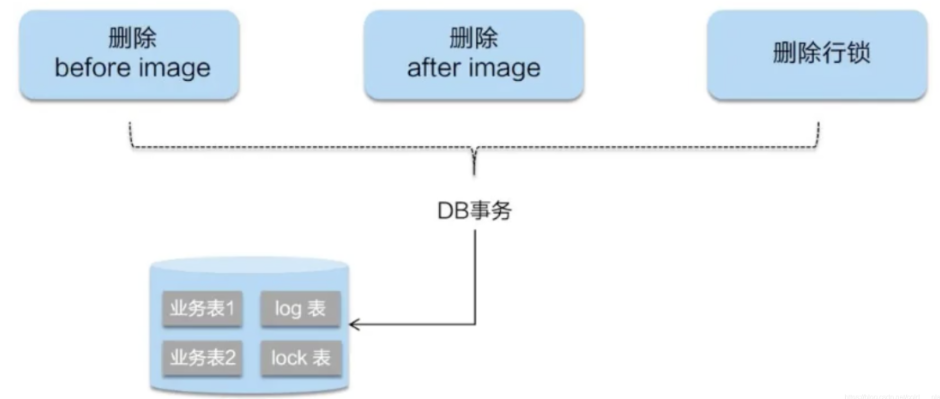 删除
before image
删除
after image
删除行锁
DB事务
业务表1
log 表
业务表2
lock 表